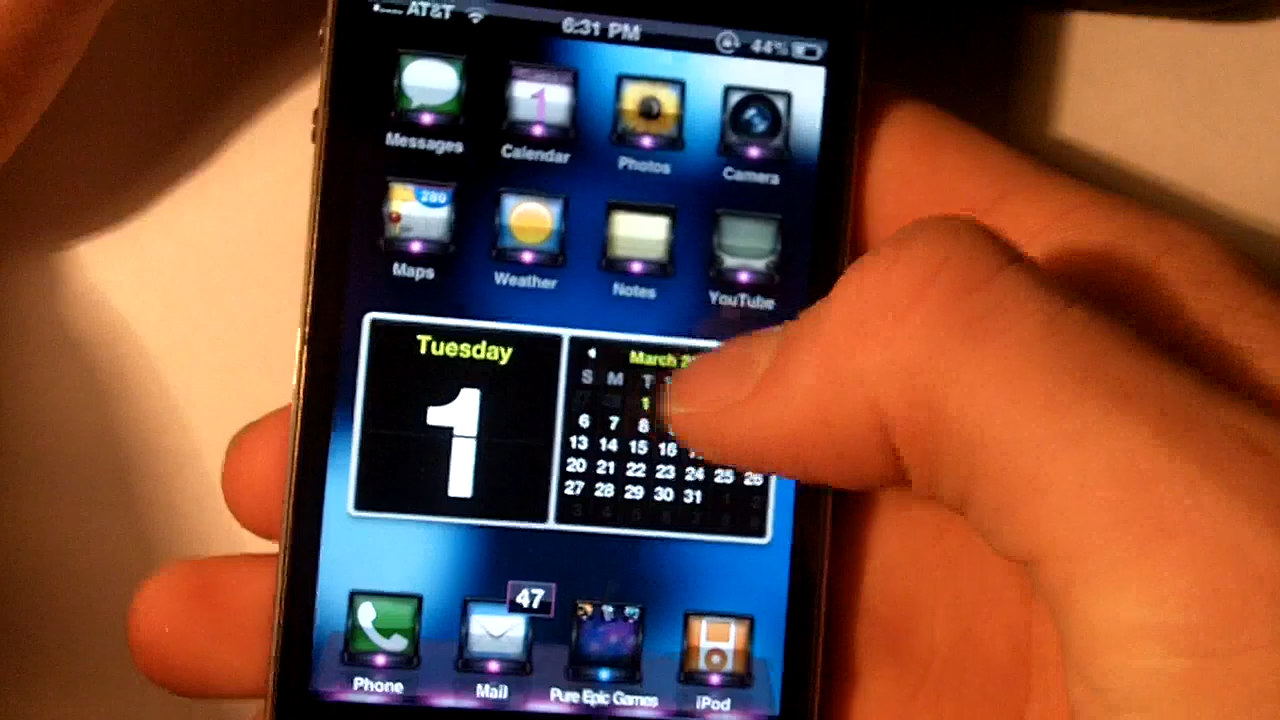 AT&T 6:31 PM 44%
Messages Calendar Photos Camera
1
280
Maps Weather Notes YouTube
Tuesday
1
March
S M T
1
6 7 8
13 14 15 16
20 21 22 23 24 25 26
27 28 29 30 31
47
Phone Mail Pure Epic Games iPod